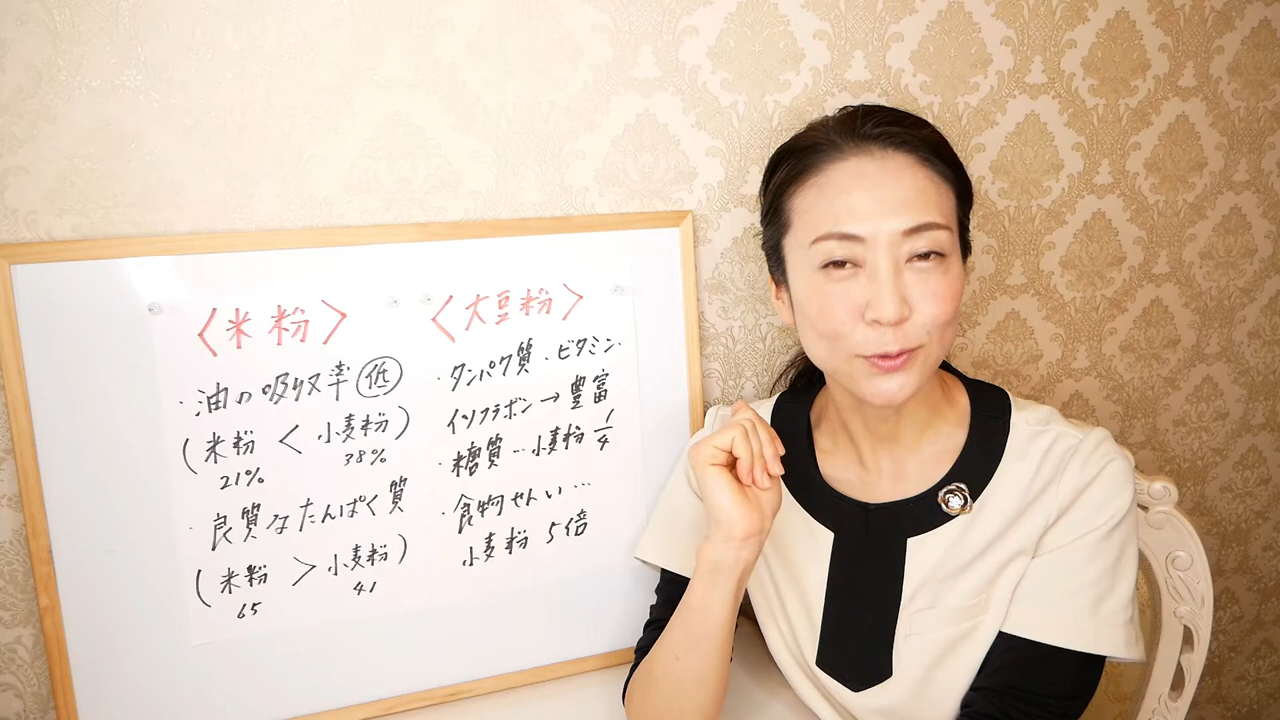 〈米粉〉
・油の吸収率 低
(米粉 < 小麦粉)
21% 38%
・良質なたんぱく質
(米粉 > 小麦粉)
65 41
〈大豆粉〉
・タンパク質・ビタミン・
イソフラボン→豊富
・糖質…小麦粉 1/4
・食物せんい…
小麦粉 5倍